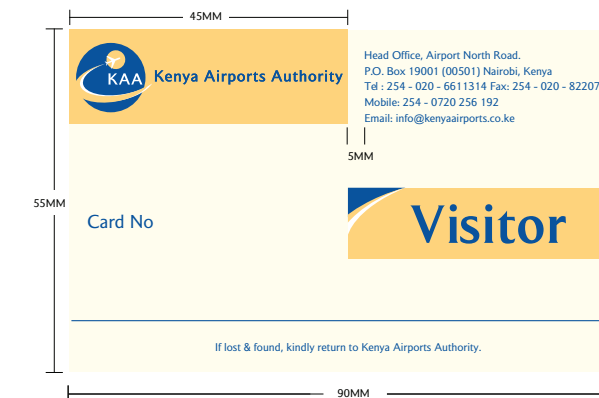 45MM
KAA
Kenya Airports Authority
Head Office, Airport North Road.
P.O. Box 19001 (00501) Nairobi, Kenya
Tel : 254 - 020 - 6611314 Fax: 254 - 020 - 82207
Mobile: 254 - 0720 256 192
Email: info@kenyaairports.co.ke
5MM
55MM
Card No
Visitor
If lost & found, kindly return to Kenya Airports Authority.
90MM